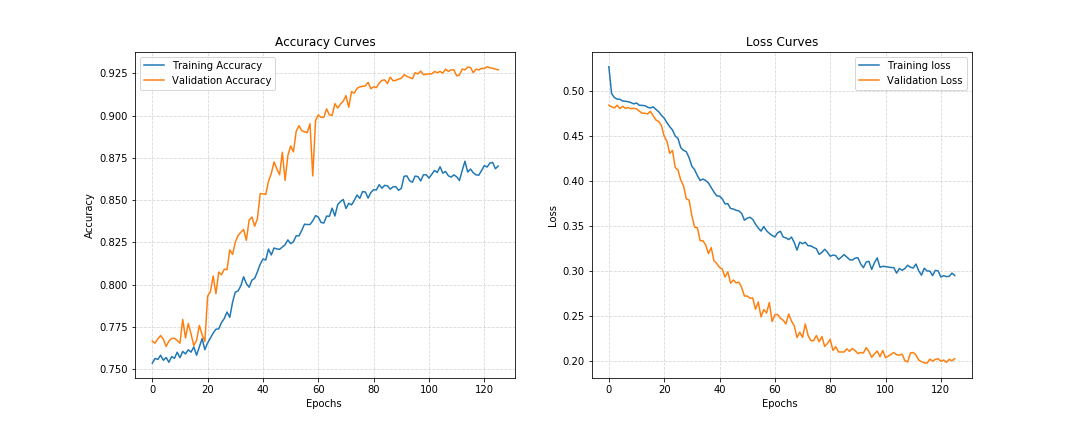 Accuracy Curves
Training Accuracy
Validation Accuracy
0.925
0.900
0.875
0.850
0.825
0.800
0.775
0.750
Accuracy
0 20 40 60 80 100 120
Epochs
Loss Curves
Training loss
Validation Loss
0.50
0.45
0.40
0.35
0.30
0.25
0.20
Loss
0 20 40 60 80 100 120
Epochs